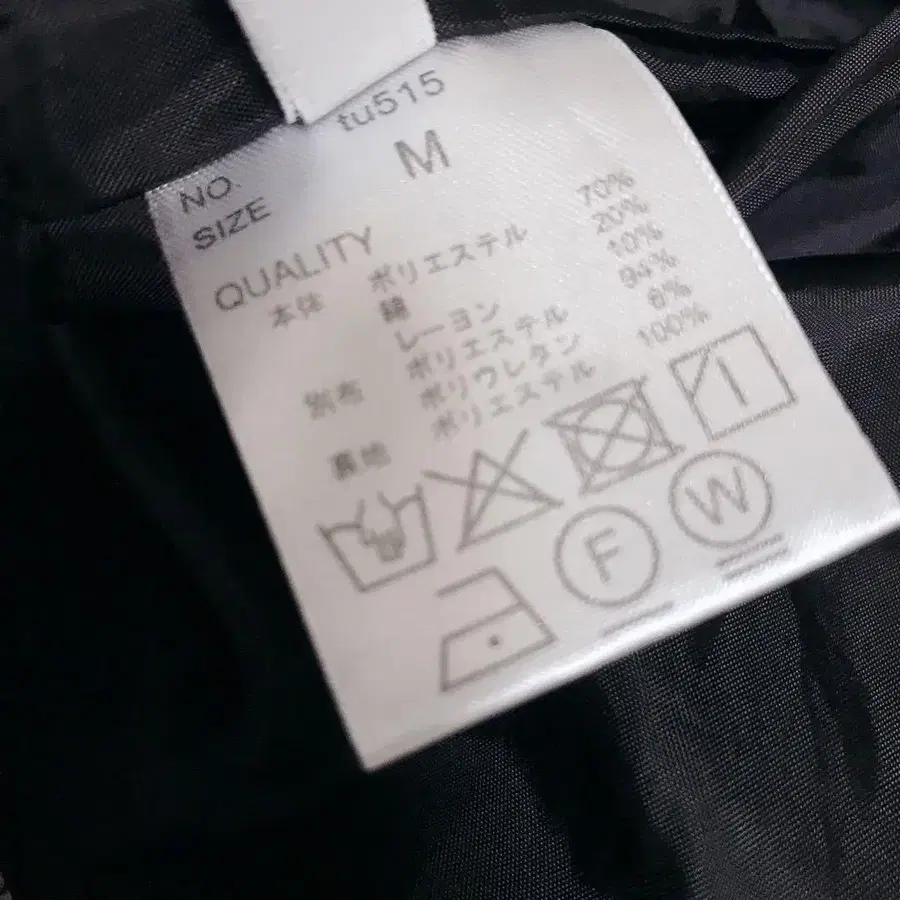 NO. tu515
SIZE M
QUALITY
本体 ポリエステル 70%
綿 20%
レーヨン 10%
別布 ポリエステル 94%
ポリウレタン 6%
裏地 ポリエステル 100%
F W